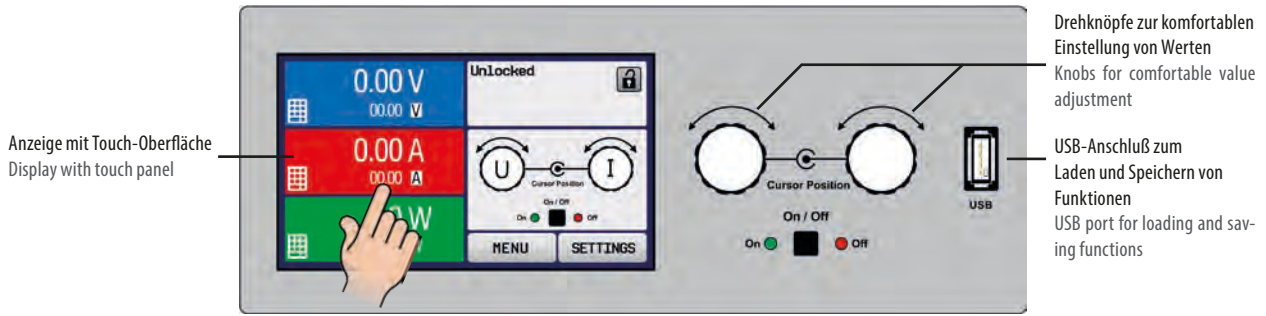 Anzeige mit Touch-Oberfläche
Display with touch panel
0.00 V
00.00 V
0.00 A
00.00 A
W
Unlocked
U
I
Cursor Position
On / Off
On
Off
MENU
SETTINGS
Cursor Position
On / Off
On
Off
USB
Drehknöpfe zur komfortablen
Einstellung von Werten
Knobs for comfortable value
adjustment
USB-Anschluß zum
Laden und Speichern von
Funktionen
USB port for loading and sav-
ing functions